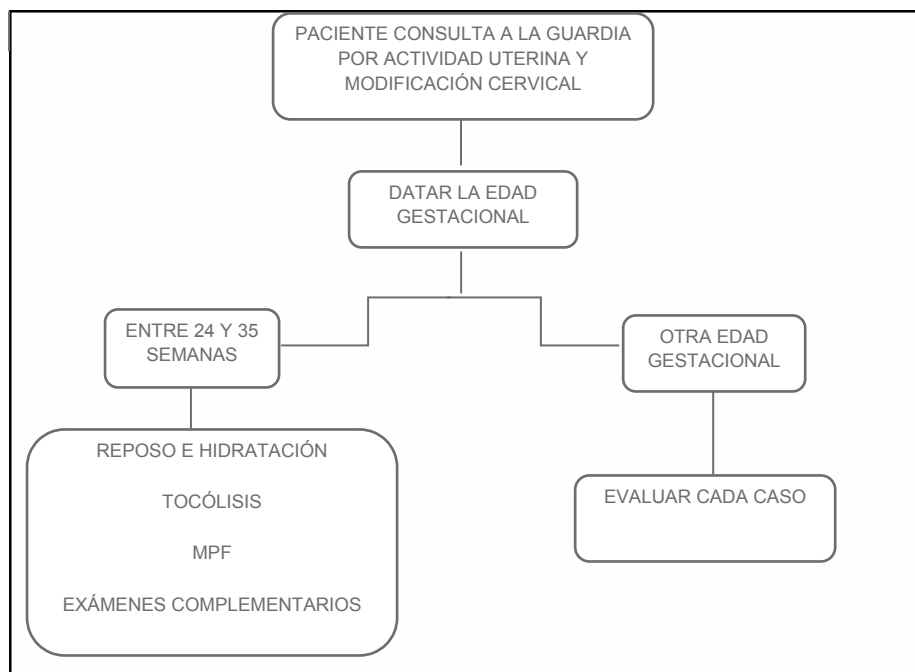 PACIENTE CONSULTA A LA GUARDIA
POR ACTIVIDAD UTERINA Y
MODIFICACIÓN CERVICAL
DATAR LA EDAD
GESTACIONAL
ENTRE 24 Y 35
SEMANAS
OTRA EDAD
GESTACIONAL
REPOSO E HIDRATACIÓN
TOCÓLISIS
MPF
EXÁMENES COMPLEMENTARIOS
EVALUAR CADA CASO